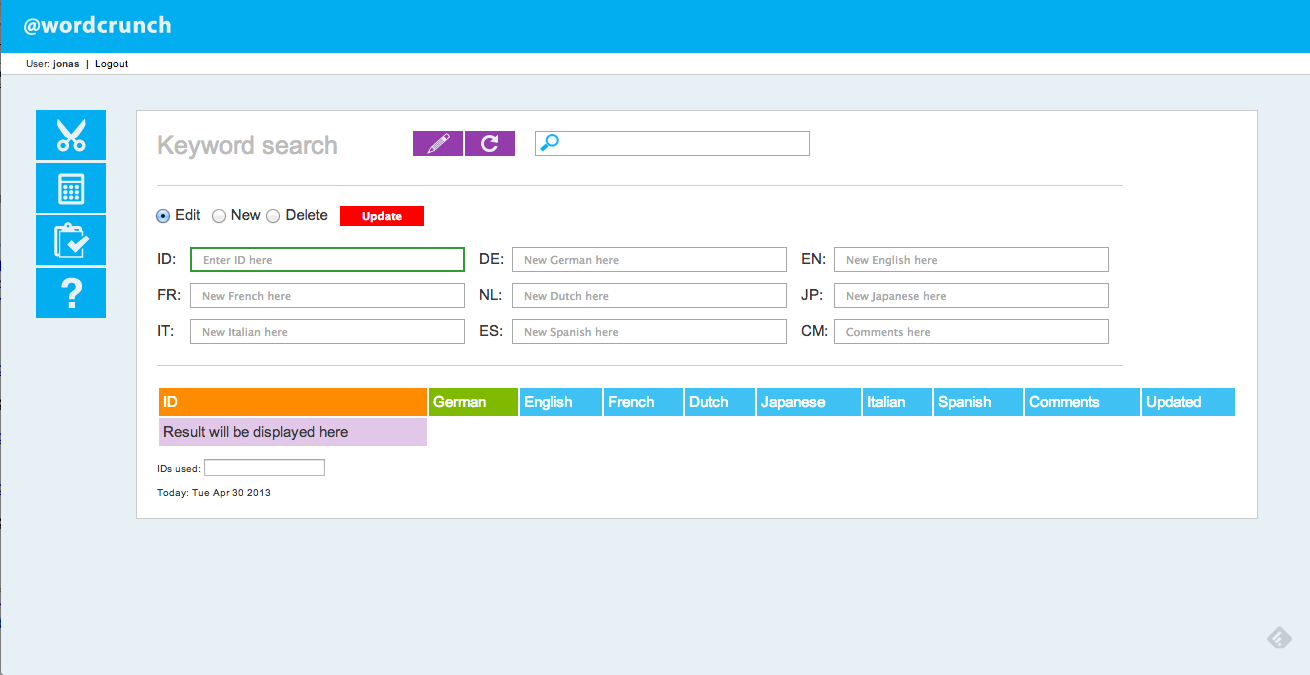 @wordcrunch
User: jonas | Logout
Keyword search
Edit New Delete Update
ID: Enter ID here DE: New German here EN: New English here
FR: New French here NL: New Dutch here JP: New Japanese here
IT: New Italian here ES: New Spanish here CM: Comments here
ID German English French Dutch Japanese Italian Spanish Comments Updated
Result will be displayed here
IDs used:
Today: Tue Apr 30 2013